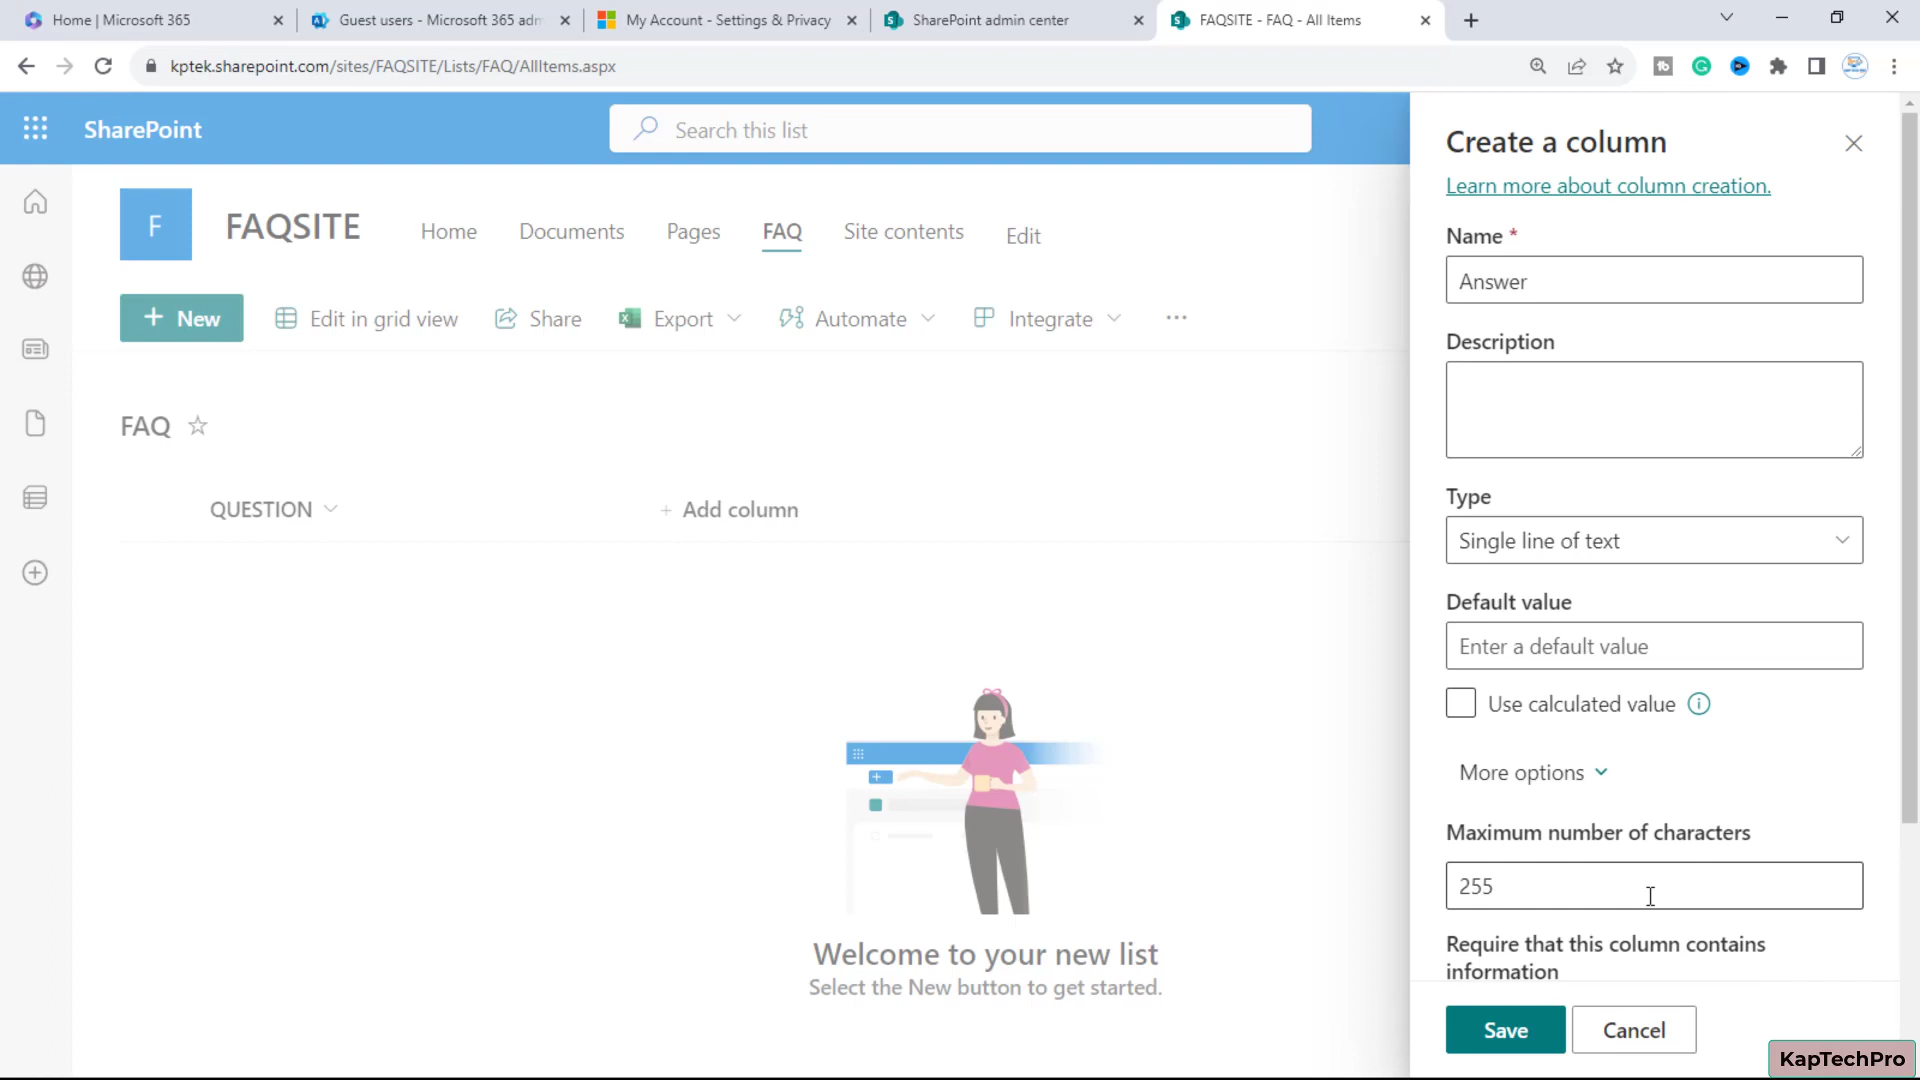 Home | Microsoft 365
Guest users - Microsoft 365 adm
My Account - Settings & Privacy
SharePoint admin center
FAQSITE - FAQ - All Items
kptek.sharepoint.com/sites/FAQSITE/Lists/FAQ/AllItems.aspx
SharePoint
Search this list
F
FAQSITE
Home
Documents
Pages
FAQ
Site contents
Edit
New
Edit in grid view
Share
Export
Automate
Integrate
FAQ
QUESTION
+ Add column
Welcome to your new list
Select the New button to get started.
Create a column
Learn more about column creation.
Name *
Answer
Description
Type
Single line of text
Default value
Enter a default value
Use calculated value
More options
Maximum number of characters
255
Require that this column contains
information
Save
Cancel
KapTechPro